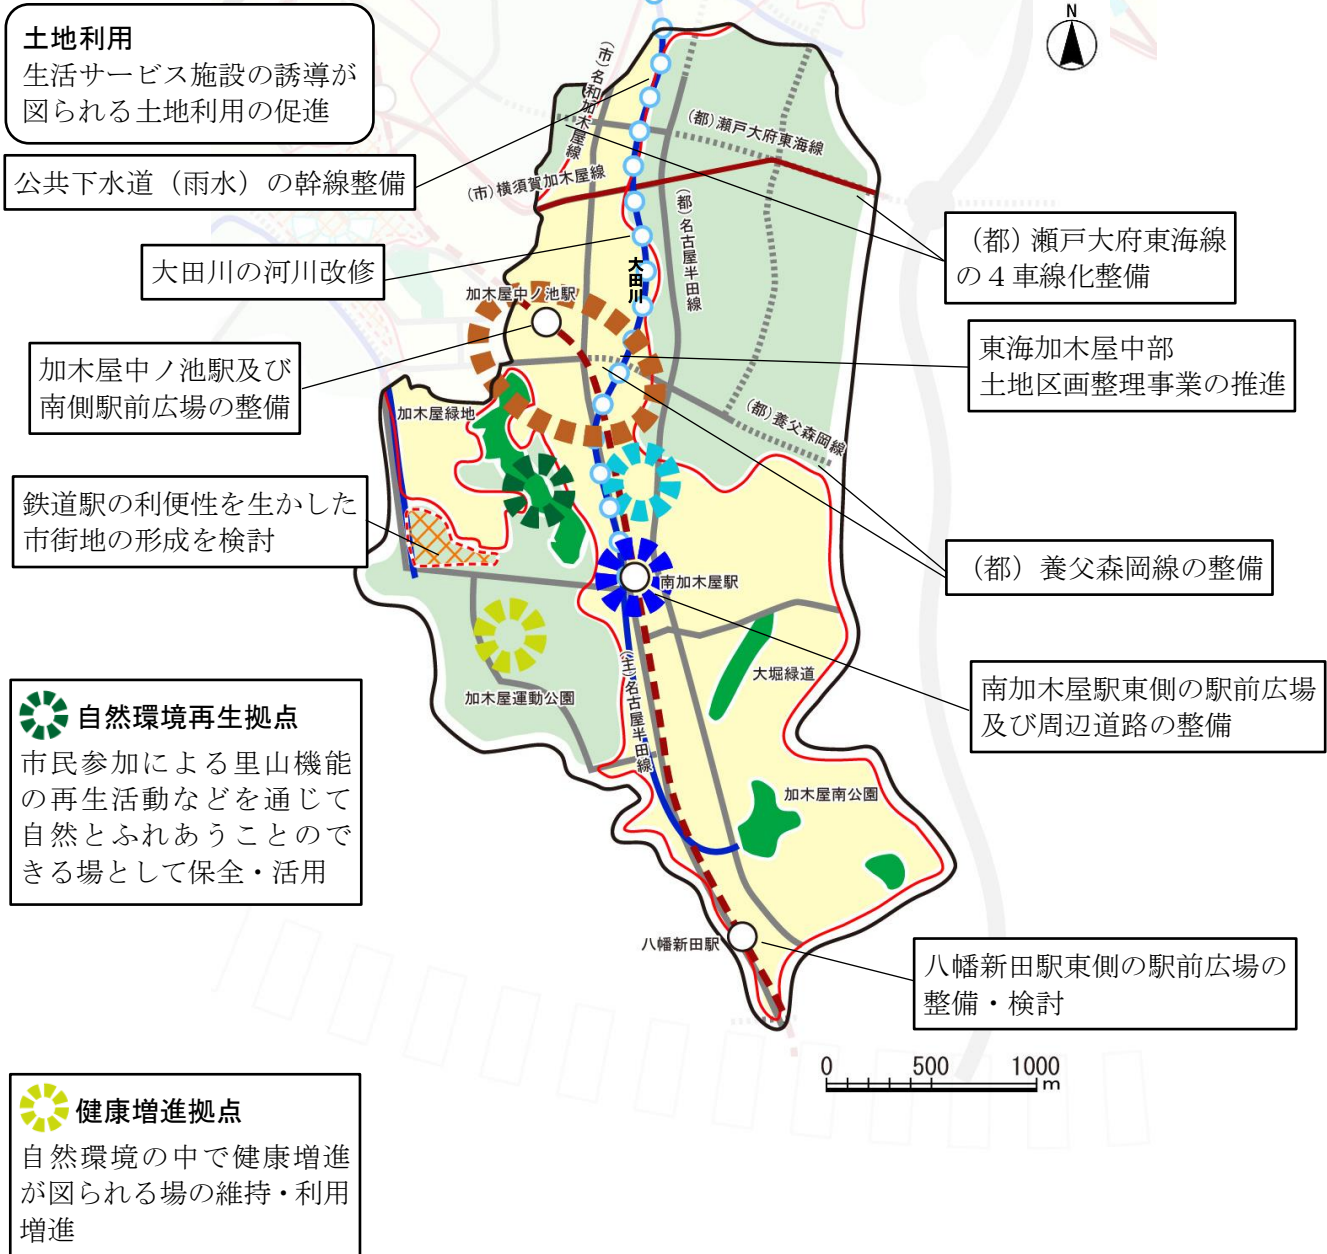 土地利用
生活サービス施設の誘導が
図られる土地利用の促進
公共下水道（雨水）の幹線整備
大田川の河川改修
加木屋中ノ池駅及び
南側駅前広場の整備
鉄道駅の利便性を生かした
市街地の形成を検討
自然環境再生拠点
市民参加による里山機能
の再生活動などを通じて
自然とふれあうことので
きる場として保全・活用
健康増進拠点
自然環境の中で健康増進
が図られる場の維持・利用
増進
N
(市)名和加木屋線
(都)瀬戸大府東海線
(市)横須賀加木屋線
(都)名古屋半田線
大田川
加木屋中ノ池駅
加木屋緑地
(都)養父森岡線
南加木屋駅
大堀緑道
加木屋運動公園
(主)名古屋半田線
加木屋南公園
八幡新田駅
（都）瀬戸大府東海線
の４車線化整備
東海加木屋中部
土地区画整理事業の推進
（都）養父森岡線の整備
南加木屋駅東側の駅前広場
及び周辺道路の整備
八幡新田駅東側の駅前広場の
整備・検討
0 500 1000
m